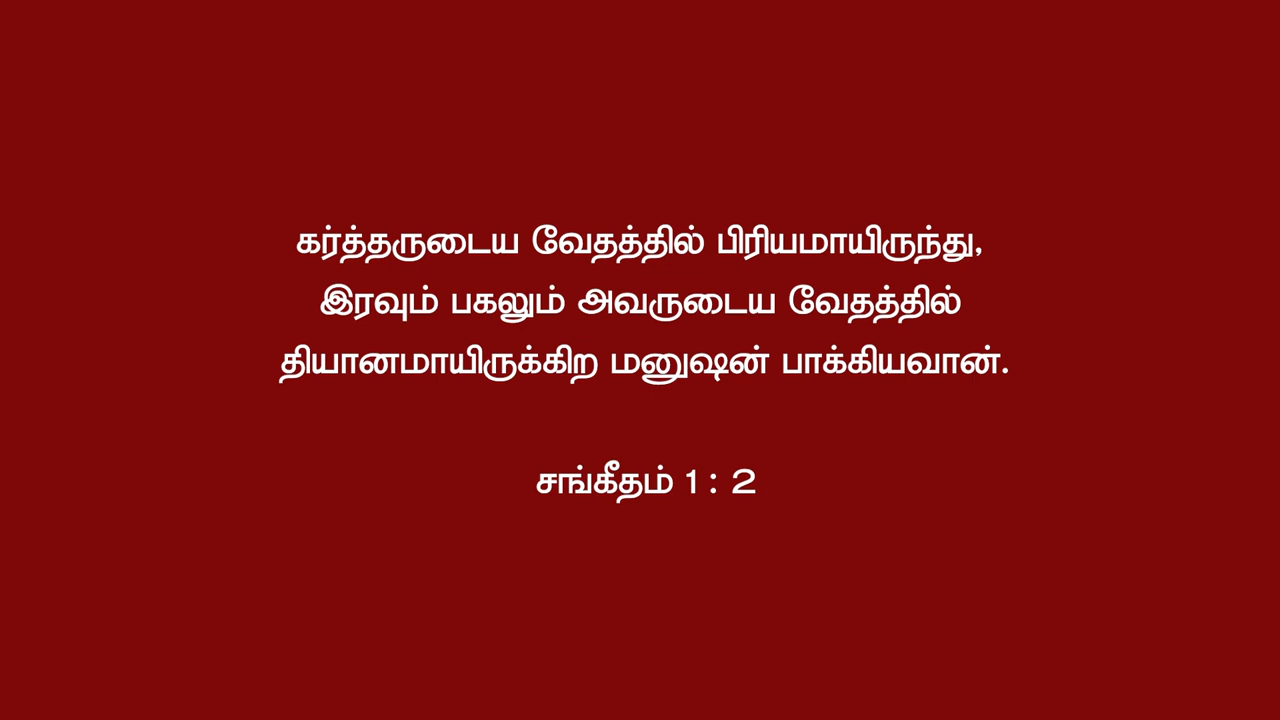 கர்த்தருடைய வேதத்தில் பிரியமாயிருந்து,
இரவும் பகலும் அவருடைய வேதத்தில்
தியானமாயிருக்கிற மனுஷன் பாக்கியவான்.
சங்கீதம் 1 : 2